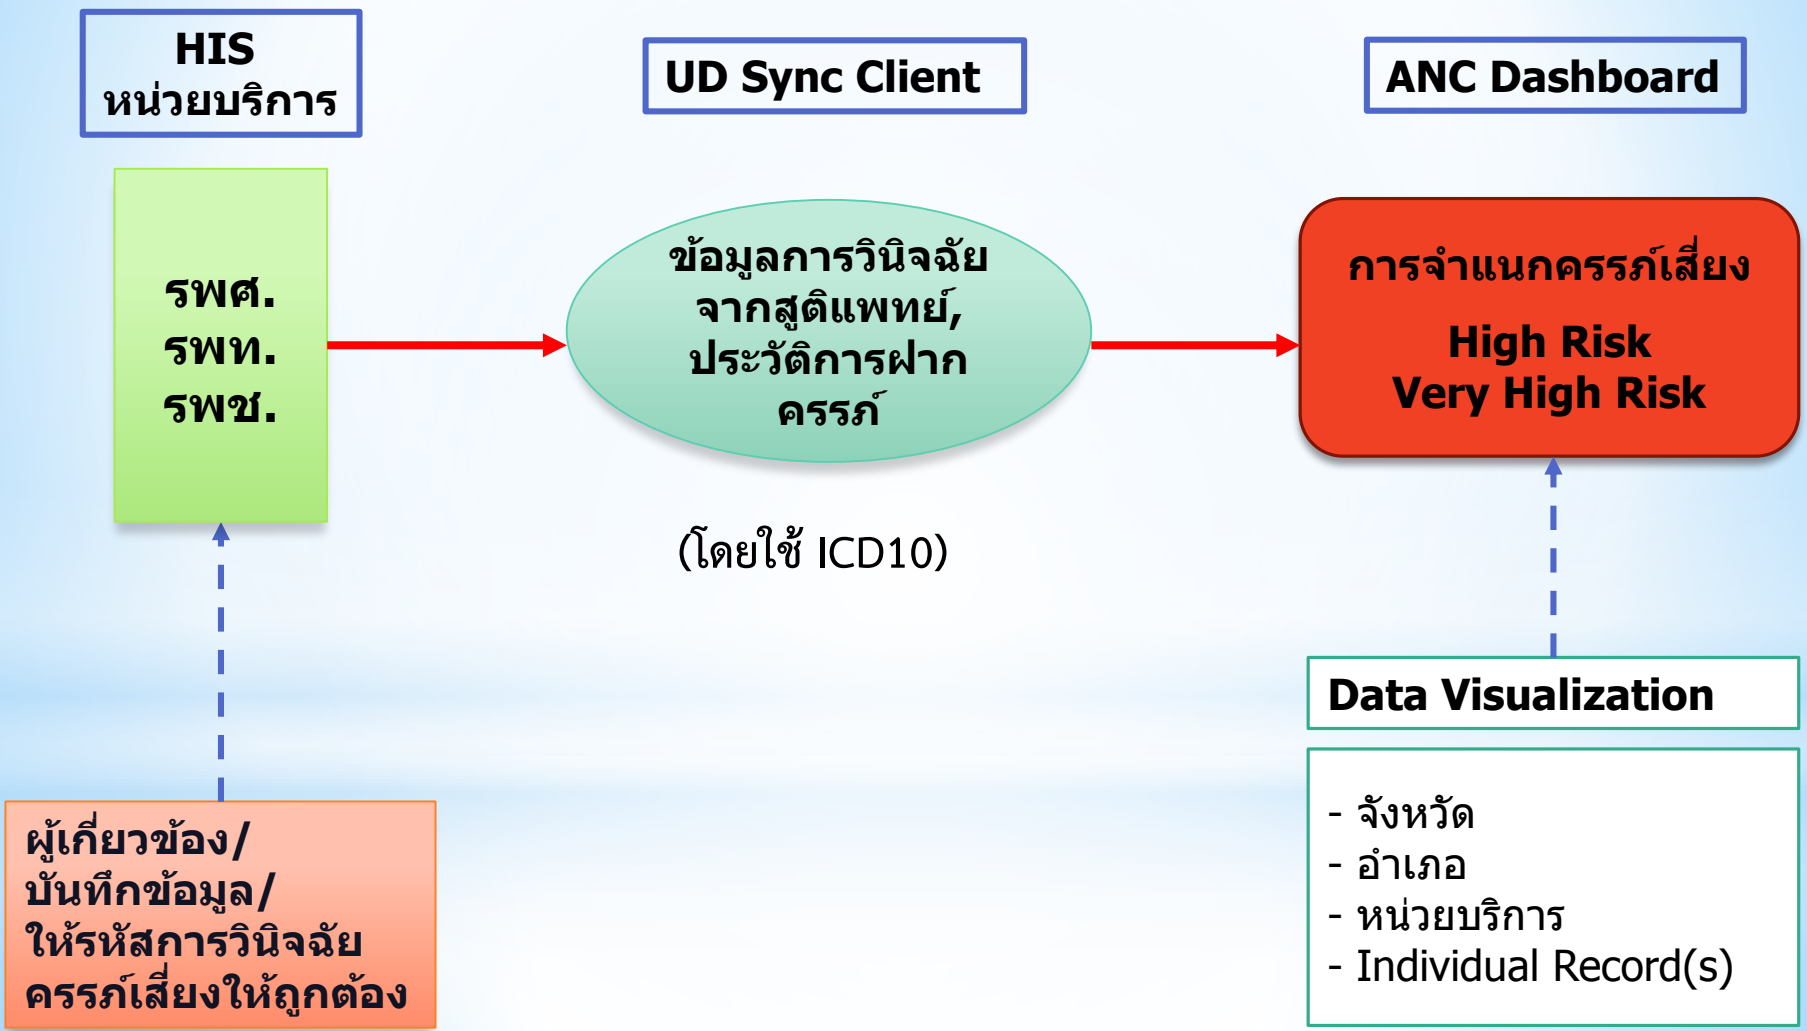 HIS
หน่วยบริการ
UD Sync Client
ANC Dashboard
รพศ.
รพท.
รพช.
ข้อมูลการวินิจฉัย
จากสูติแพทย์,
ประวัติการฝาก
ครรภ์
(โดยใช้ ICD10)
การจำแนกครรภ์เสี่ยง
High Risk
Very High Risk
ผู้เกี่ยวข้อง/
บันทึกข้อมูล/
ให้รหัสการวินิจฉัย
ครรภ์เสี่ยงให้ถูกต้อง
Data Visualization
- จังหวัด
- อำเภอ
- หน่วยบริการ
- Individual Record(s)